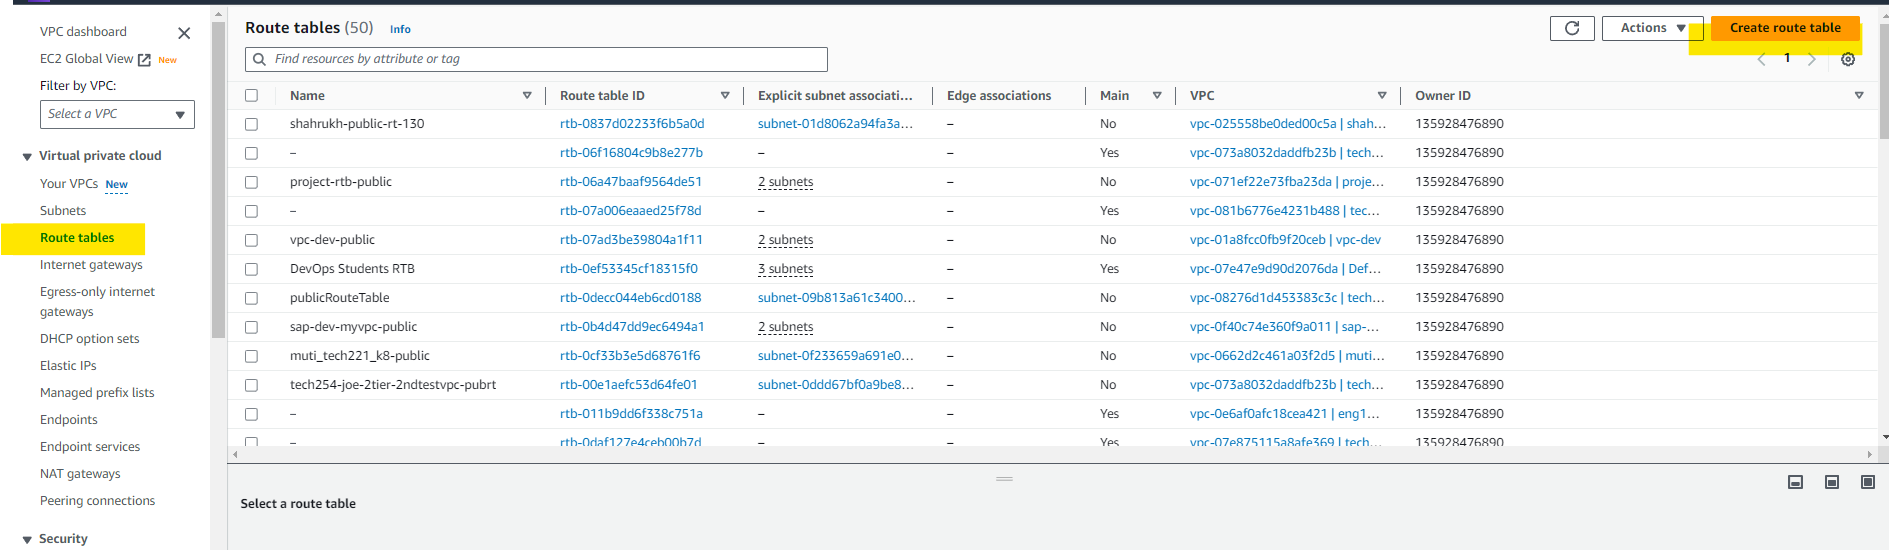 VPC dashboard
EC2 Global View New
Filter by VPC:
Select a VPC
Virtual private cloud
Your VPCs New
Subnets
Route tables
Internet gateways
Egress-only internet
gateways
DHCP option sets
Elastic IPs
Managed prefix lists
Endpoints
Endpoint services
NAT gateways
Peering connections
Security
Route tables (50) Info
Actions
Create route table
Find resources by attribute or tag
1
Name Route table ID Explicit subnet associati... Edge associations Main VPC Owner ID
shahrukh-public-rt-130 rtb-0837d02233f6b5a0d subnet-01d8062a94fa3a... – No vpc-025558be0ded00c5a | shah... 135928476890
– rtb-06f16804c9b8e277b – – Yes vpc-073a8032daddfb23b | tech... 135928476890
project-rtb-public rtb-06a47baaf9564de51 2 subnets – No vpc-071ef22e73fba23da | proje... 135928476890
– rtb-07a006eaaed25f78d – – Yes vpc-081b6776e4231b488 | tec... 135928476890
vpc-dev-public rtb-07ad3be39804a1f11 2 subnets – No vpc-01a8fcc0fb9f20ceb | vpc-dev 135928476890
DevOps Students RTB rtb-0ef53345cf18315f0 3 subnets – Yes vpc-07e47e9d90d2076da | Def... 135928476890
publicRouteTable rtb-0decc044eb6cd0188 subnet-09b813a61c3400... – No vpc-08276d1d453383c3c | tech... 135928476890
sap-dev-myvpc-public rtb-0b4d47dd9ec6494a1 2 subnets – No vpc-0f40c74e360f9a011 | sap-... 135928476890
muti_tech221_k8-public rtb-0cf33b3e5d68761f6 subnet-0f233659a691e0... – No vpc-0662d2c461a03f2d5 | muti... 135928476890
tech254-joe-2tier-2ndtestvpc-pubrt rtb-00e1aefc53d64fe01 subnet-0ddd67bf0a9be8... – No vpc-073a8032daddfb23b | tech... 135928476890
– rtb-011b9dd6f338c751a – – Yes vpc-0e6af0afc18cea421 | eng1... 135928476890
– rtb-0daf127e4ceb00b7d – – Yes vpc-07e875115a8afe369 | tech... 135928476890
Select a route table